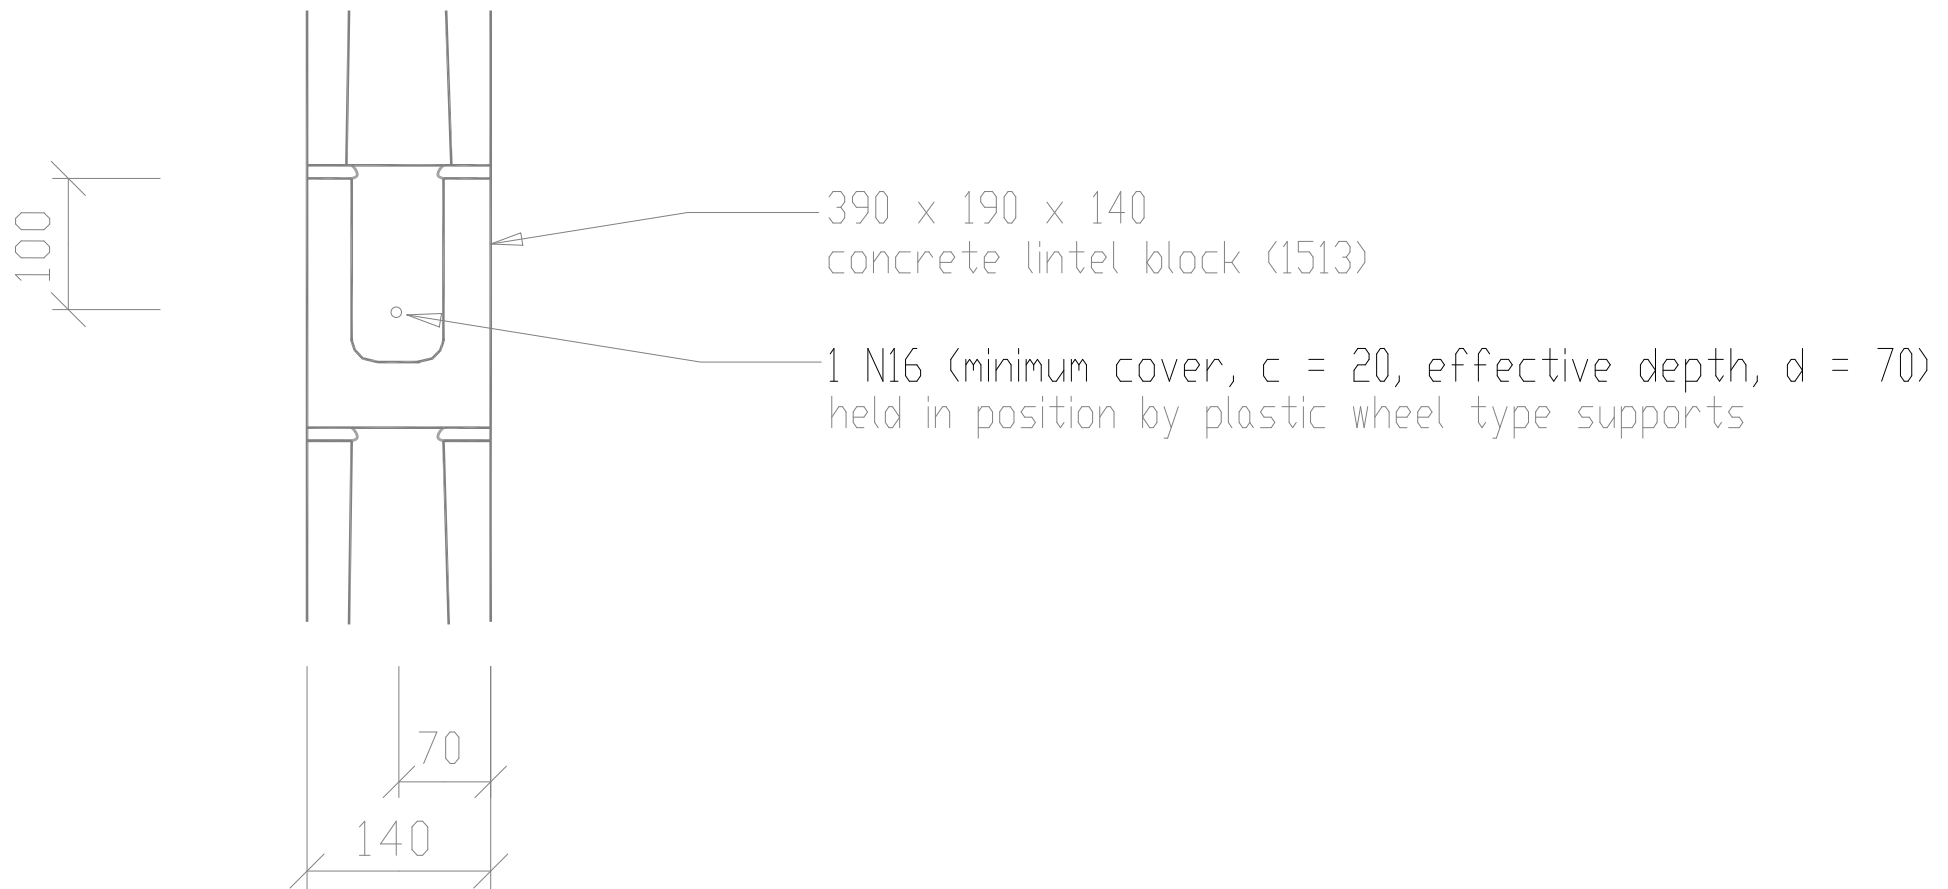 100
390 x 190 x 140
concrete lintel block (1513)
1 N16 (minimum cover, c = 20, effective depth, d = 70)
held in position by plastic wheel type supports
70
140